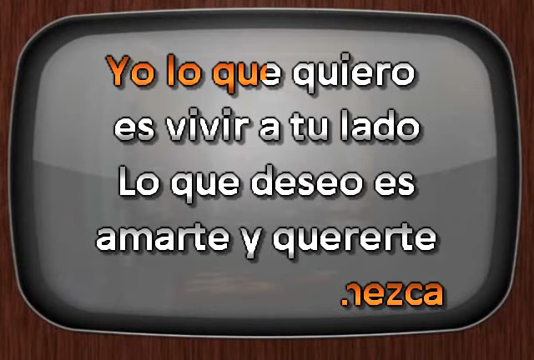 Yo lo que quiero
es vivir a tu lado
Lo que deseo es
amarte y quererte